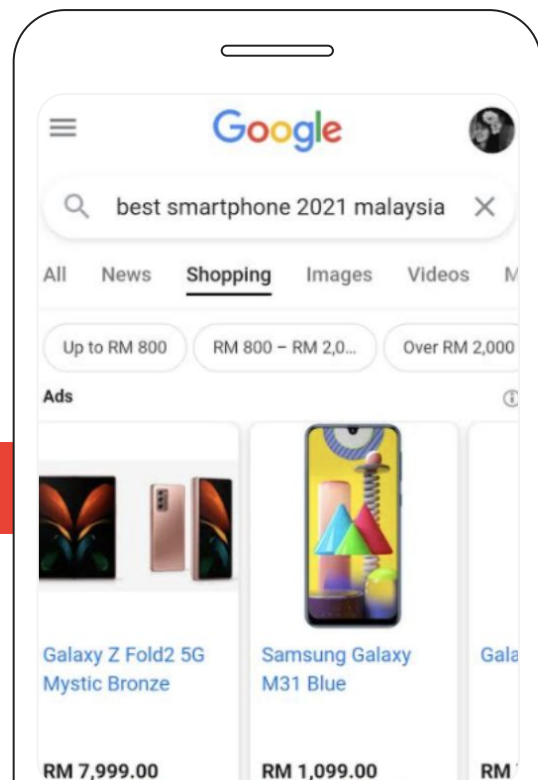 Google
best smartphone 2021 malaysia
All News Shopping Images Videos
Up to RM 800 RM 800 – RM 2,0... Over RM 2,000
Ads
Galaxy Z Fold2 5G Samsung Galaxy Gala
Mystic Bronze M31 Blue
RM 7,999.00 RM 1,099.00 RM